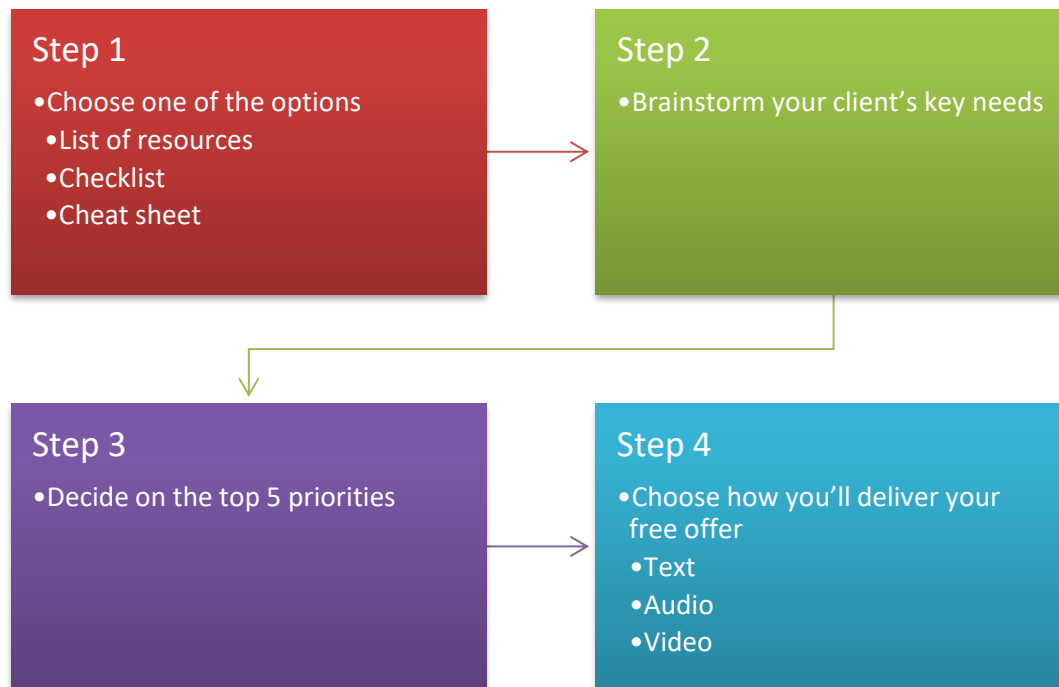 Step 1
•Choose one of the options
•List of resources
•Checklist
•Cheat sheet
Step 2
•Brainstorm your client’s key needs
Step 3
•Decide on the top 5 priorities
Step 4
•Choose how you’ll deliver your
free offer
•Text
•Audio
•Video